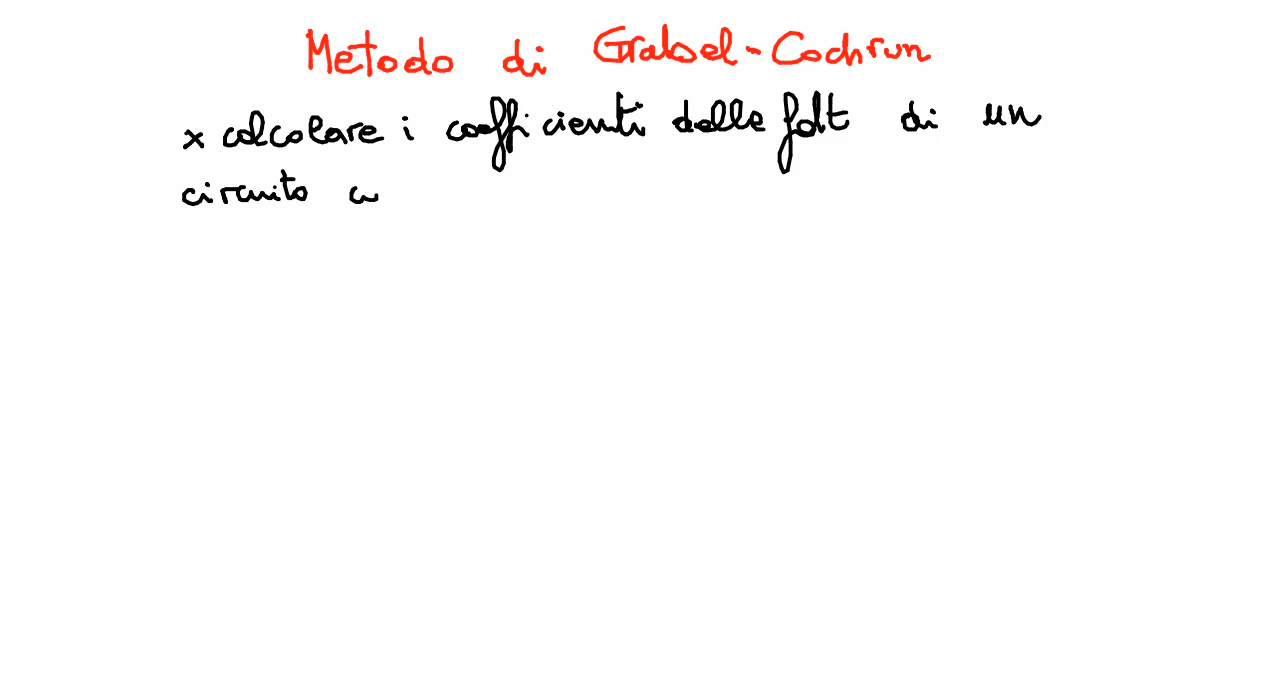 Metodo di Grabel-Cochrun
x calcolare i coefficienti delle fdt di un
circuito a